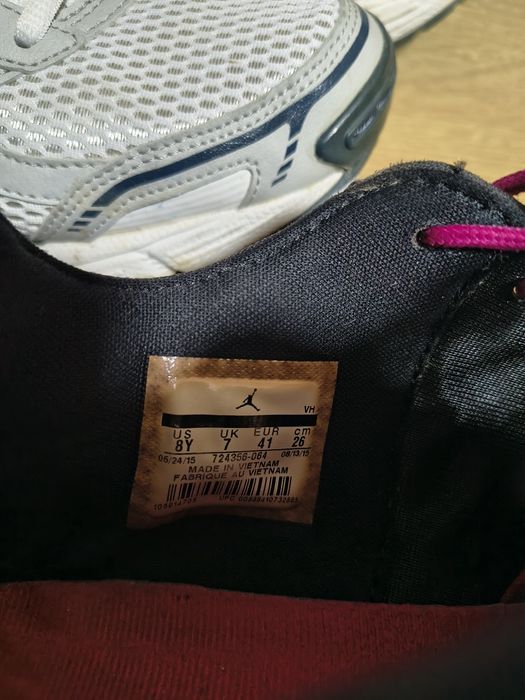 VH
US UK EUR cm
8Y 7 41 26
05/24/15 724356-064 08/13/15
MADE IN VIETNAM
FABRIQUE AU VIETNAM